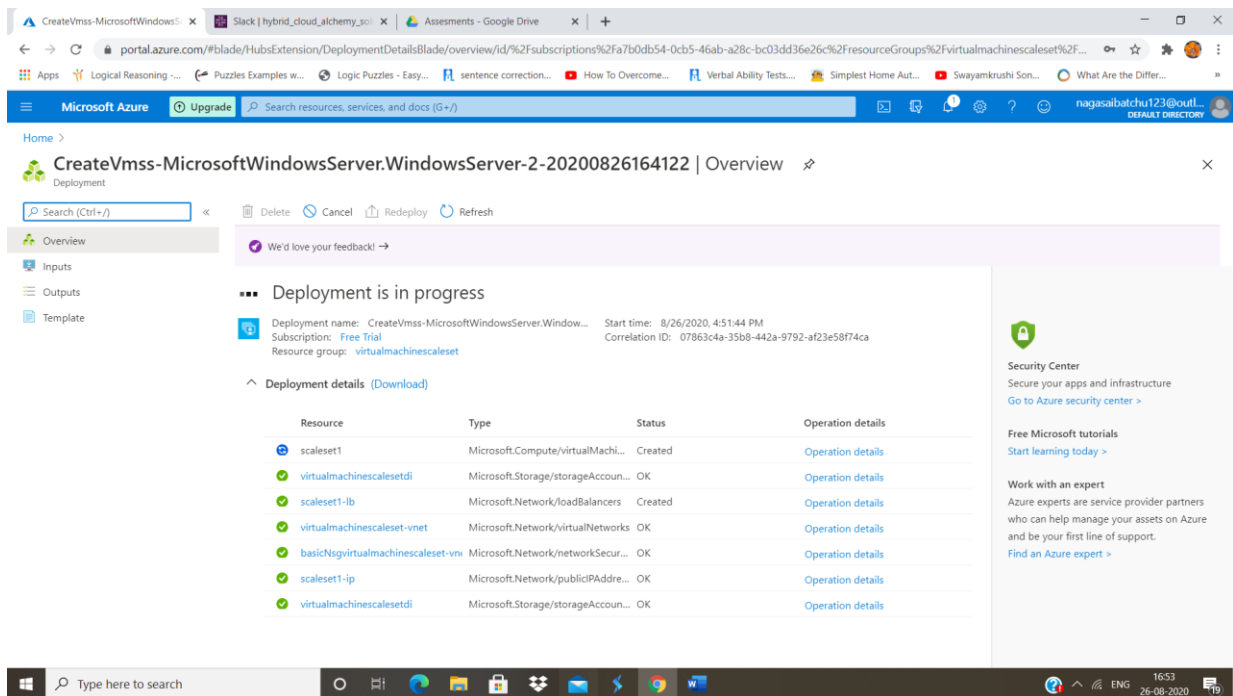 CreateVmss-MicrosoftWindowsS
Slack | hybrid_cloud_alchemy_sol
Assesments - Google Drive
portal.azure.com/#blade/HubsExtension/DeploymentDetailsBlade/overview/id/%2Fsubscriptions%2Fa7b0db54-0cb5-46ab-a28c-bc03dd36e26c%2FresourceGroups%2Fvirtualmachinescaleset%2F...
Apps Logical Reasoning -... Puzzles Examples w... Logic Puzzles - Easy... sentence correction... How To Overcome... Verbal Ability Tests.... Simplest Home Aut... Swayamkrushi Son... What Are the Differ... »
Microsoft Azure Upgrade Search resources, services, and docs (G+/) 1 nagasaibatchu123@outl...
DEFAULT DIRECTORY
Home >
CreateVmss-MicrosoftWindowsServer.WindowsServer-2-20200826164122 | Overview
Deployment
Search (Ctrl+/) « Delete Cancel Redeploy Refresh
Overview
Inputs
Outputs
Template
We'd love your feedback! →
Deployment is in progress
Deployment name: CreateVmss-MicrosoftWindowsServer.Window... Start time: 8/26/2020, 4:51:44 PM
Subscription: Free Trial Correlation ID: 07863c4a-35b8-442a-9792-af23e58f74ca
Resource group: virtualmachinescaleset
Deployment details (Download)
Resource Type Status Operation details
scaleset1 Microsoft.Compute/virtualMachi... Created Operation details
virtualmachinescalesetdi Microsoft.Storage/storageAccoun... OK Operation details
scaleset1-lb Microsoft.Network/loadBalancers Created Operation details
virtualmachinescaleset-vnet Microsoft.Network/virtualNetworks OK Operation details
basicNsgvirtualmachinescaleset-vne Microsoft.Network/networkSecur... OK Operation details
scaleset1-ip Microsoft.Network/publicIPAddre... OK Operation details
virtualmachinescalesetdi Microsoft.Storage/storageAccoun... OK Operation details
Security Center
Secure your apps and infrastructure
Go to Azure security center >
Free Microsoft tutorials
Start learning today >
Work with an expert
Azure experts are service provider partners
who can help manage your assets on Azure
and be your first line of support.
Find an Azure expert >
Type here to search
ENG
16:53
26-08-2020
19